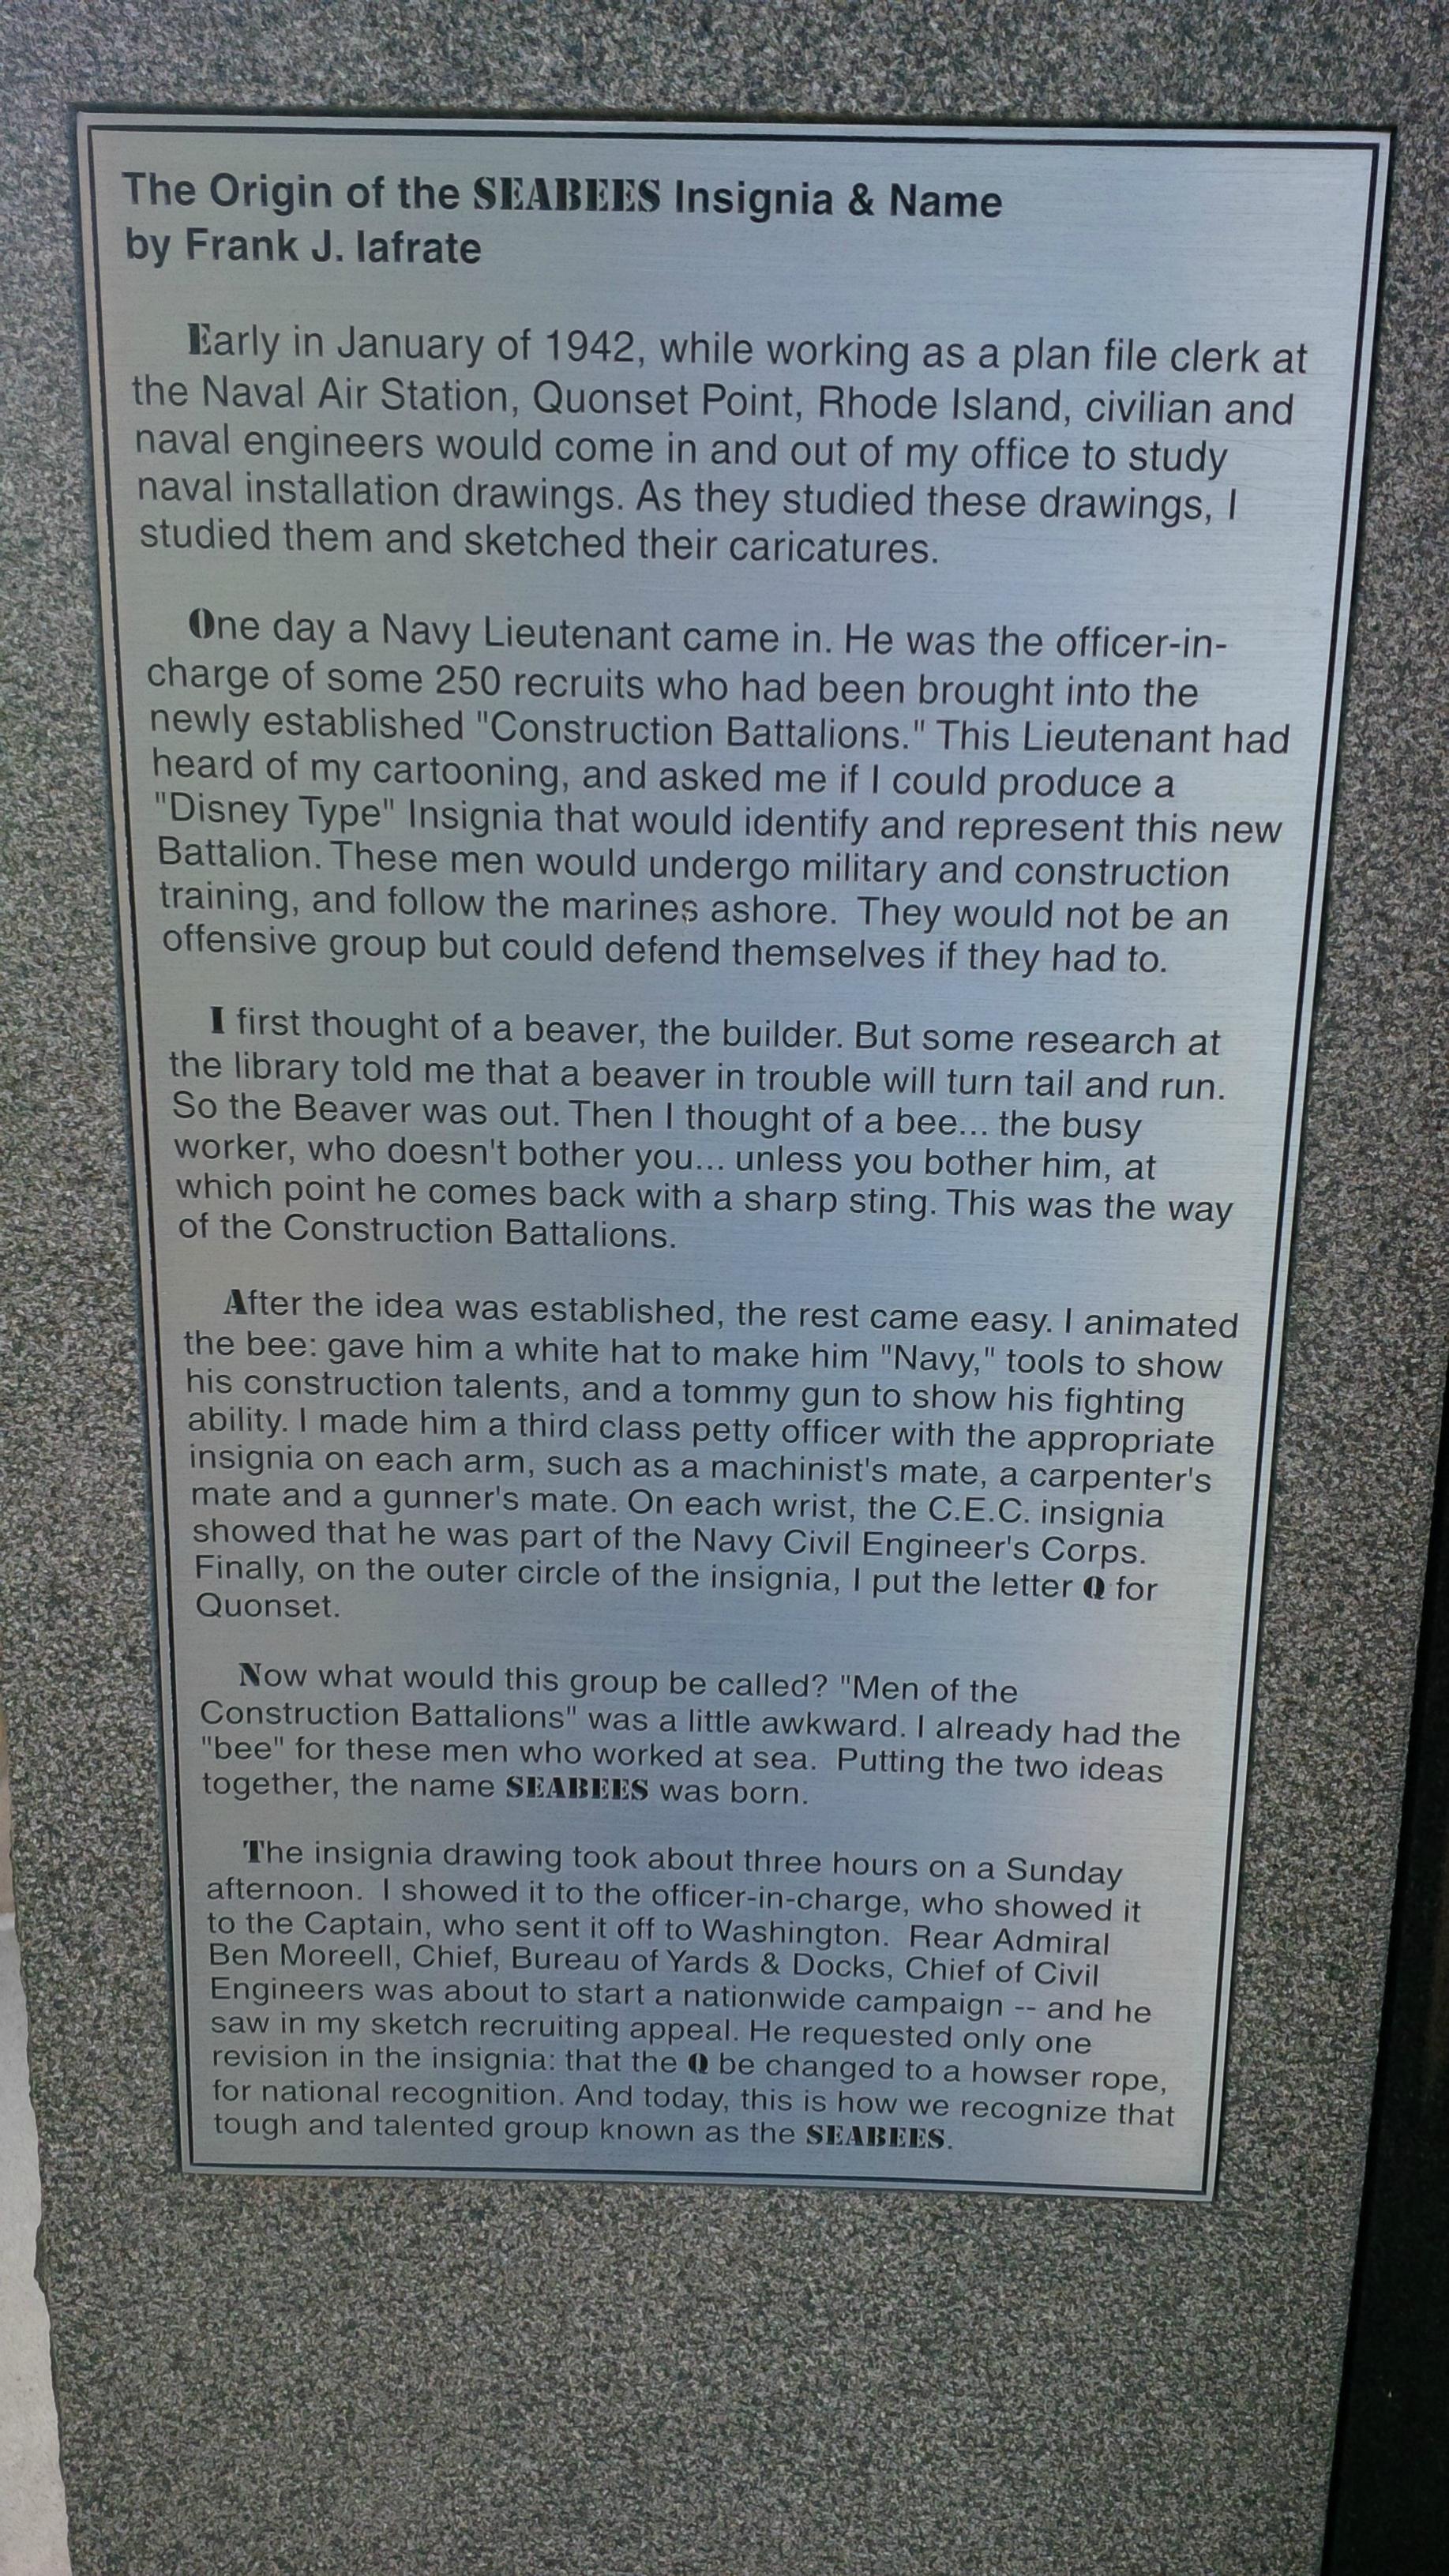 The Origin of the SEABEES Insignia & Name
by Frank J. Iafrate
Early in January of 1942, while working as a plan file clerk at
the Naval Air Station, Quonset Point, Rhode Island, civilian and
naval engineers would come in and out of my office to study
naval installation drawings. As they studied these drawings, I
studied them and sketched their caricatures.
One day a Navy Lieutenant came in. He was the officer-in-
charge of some 250 recruits who had been brought into the
newly established "Construction Battalions." This Lieutenant had
heard of my cartooning, and asked me if I could produce a
"Disney Type" Insignia that would identify and represent this new
Battalion. These men would undergo military and construction
training, and follow the marines ashore. They would not be an
offensive group but could defend themselves if they had to.
I first thought of a beaver, the builder. But some research at
the library told me that a beaver in trouble will turn tail and run.
So the Beaver was out. Then I thought of a bee... the busy
worker, who doesn't bother you... unless you bother him, at
which point he comes back with a sharp sting. This was the way
of the Construction Battalions.
After the idea was established, the rest came easy. I animated
the bee: gave him a white hat to make him "Navy," tools to show
his construction talents, and a tommy gun to show his fighting
ability. I made him a third class petty officer with the appropriate
insignia on each arm, such as a machinist's mate, a carpenter's
mate and a gunner's mate. On each wrist, the C.E.C. insignia
showed that he was part of the Navy Civil Engineer's Corps.
Finally, on the outer circle of the insignia, I put the letter Q for
Quonset.
Now what would this group be called? "Men of the
Construction Battalions" was a little awkward. I already had the
"bee" for these men who worked at sea. Putting the two ideas
together, the name SEABEES was born.
The insignia drawing took about three hours on a Sunday
afternoon. I showed it to the officer-in-charge, who showed it
to the Captain, who sent it off to Washington. Rear Admiral
Ben Moreell, Chief, Bureau of Yards & Docks, Chief of Civil
Engineers was about to start a nationwide campaign -- and he
saw in my sketch recruiting appeal. He requested only one
revision in the insignia: that the Q be changed to a howser rope,
for national recognition. And today, this is how we recognize that
tough and talented group known as the SEABEES.